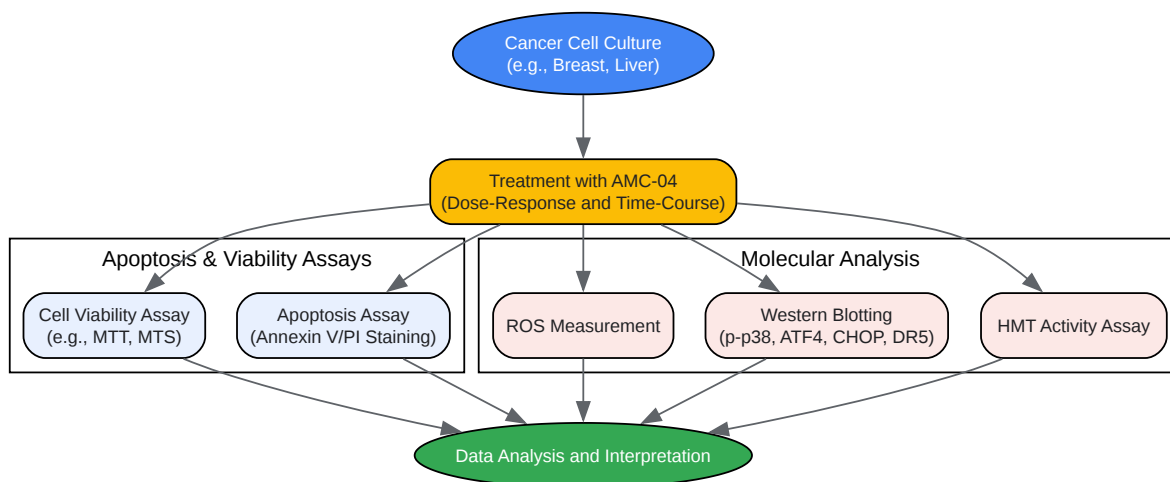 Cancer Cell Culture
(e.g., Breast, Liver)
Treatment with AMC-04
(Dose-Response and Time-Course)
Apoptosis & Viability Assays
Molecular Analysis
Cell Viability Assay
(e.g., MTT, MTS)
Apoptosis Assay
(Annexin V/PI Staining)
ROS Measurement
Western Blotting
(p-p38, ATF4, CHOP, DR5)
HMT Activity Assay
Data Analysis and Interpretation